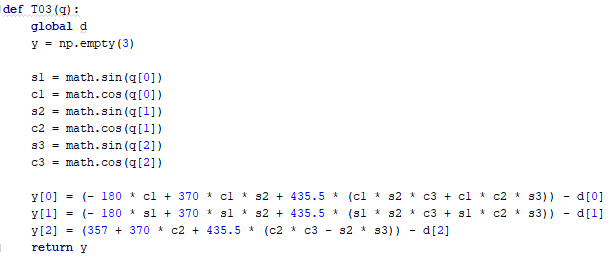 def T03(q):
    global d
    y = np.empty(3)

    s1 = math.sin(q[0])
    c1 = math.cos(q[0])
    s2 = math.sin(q[1])
    c2 = math.cos(q[1])
    s3 = math.sin(q[2])
    c3 = math.cos(q[2])

    y[0] = (- 180 * c1 + 370 * c1 * s2 + 435.5 * (c1 * s2 * c3 + c1 * c2 * s3)) - d[0]
    y[1] = (- 180 * s1 + 370 * s1 * s2 + 435.5 * (s1 * s2 * c3 + s1 * c2 * s3)) - d[1]
    y[2] = (357 + 370 * c2 + 435.5 * (c2 * c3 - s2 * s3)) - d[2]
    return y